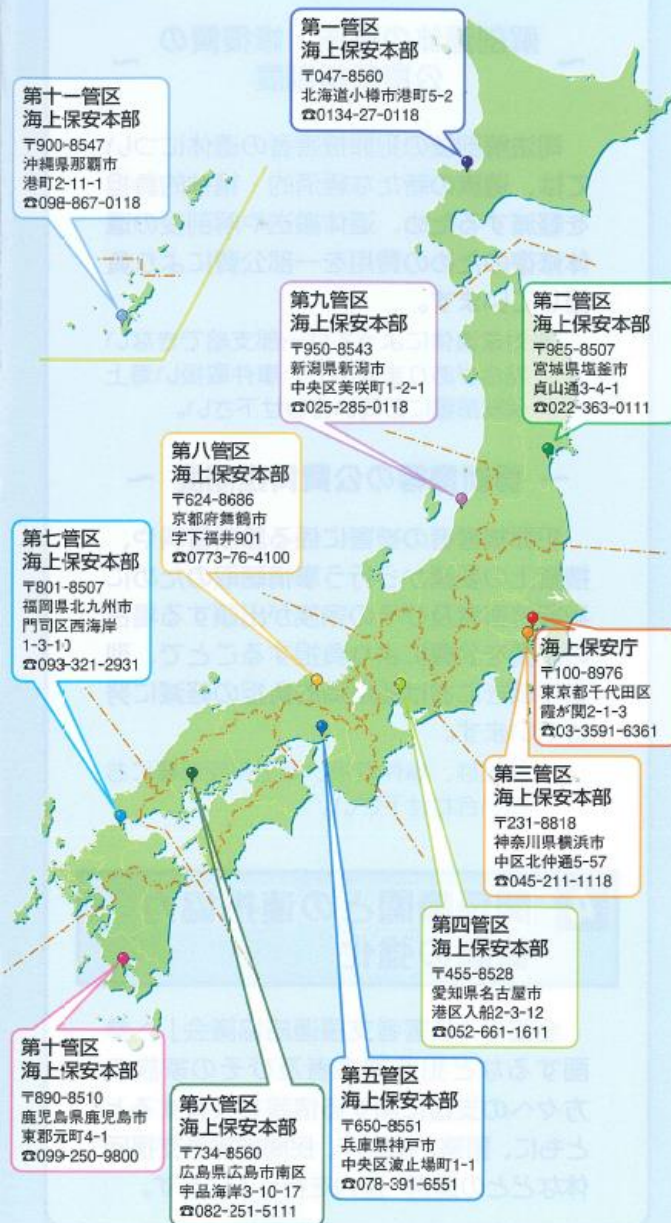 第一管区
海上保安本部
〒047-8560
北海道小樽市港町5-2
☎0134-27-0118
第十一管区
海上保安本部
〒900-8547
沖縄県那覇市
港町2-11-1
☎098-867-0118
第九管区
海上保安本部
〒950-8543
新潟県新潟市
中央区美咲町1-2-1
☎025-285-0118
第二管区
海上保安本部
〒985-8507
宮城県塩釜市
貞山通3-4-1
☎022-363-0111
第八管区
海上保安本部
〒624-8686
京都府舞鶴市
字下福井901
☎0773-76-4100
第七管区
海上保安本部
〒801-8507
福岡県北九州市
門司区西海岸
1-3-10
☎093-321-2931
海上保安庁
〒100-8976
東京都千代田区
霞が関2-1-3
☎03-3591-6361
第三管区
海上保安本部
〒231-8818
神奈川県横浜市
中区北仲通5-57
☎045-211-1118
第四管区
海上保安本部
〒455-8528
愛知県名古屋市
港区入船2-3-12
☎052-661-1611
第十管区
海上保安本部
〒890-8510
鹿児島県鹿児島市
東郡元町4-1
☎099-250-9800
第六管区
海上保安本部
〒734-8560
広島県広島市南区
宇品海岸3-10-17
☎082-251-5111
第五管区
海上保安本部
〒650-8551
兵庫県神戸市
中央区波止場町1-1
☎078-391-6551